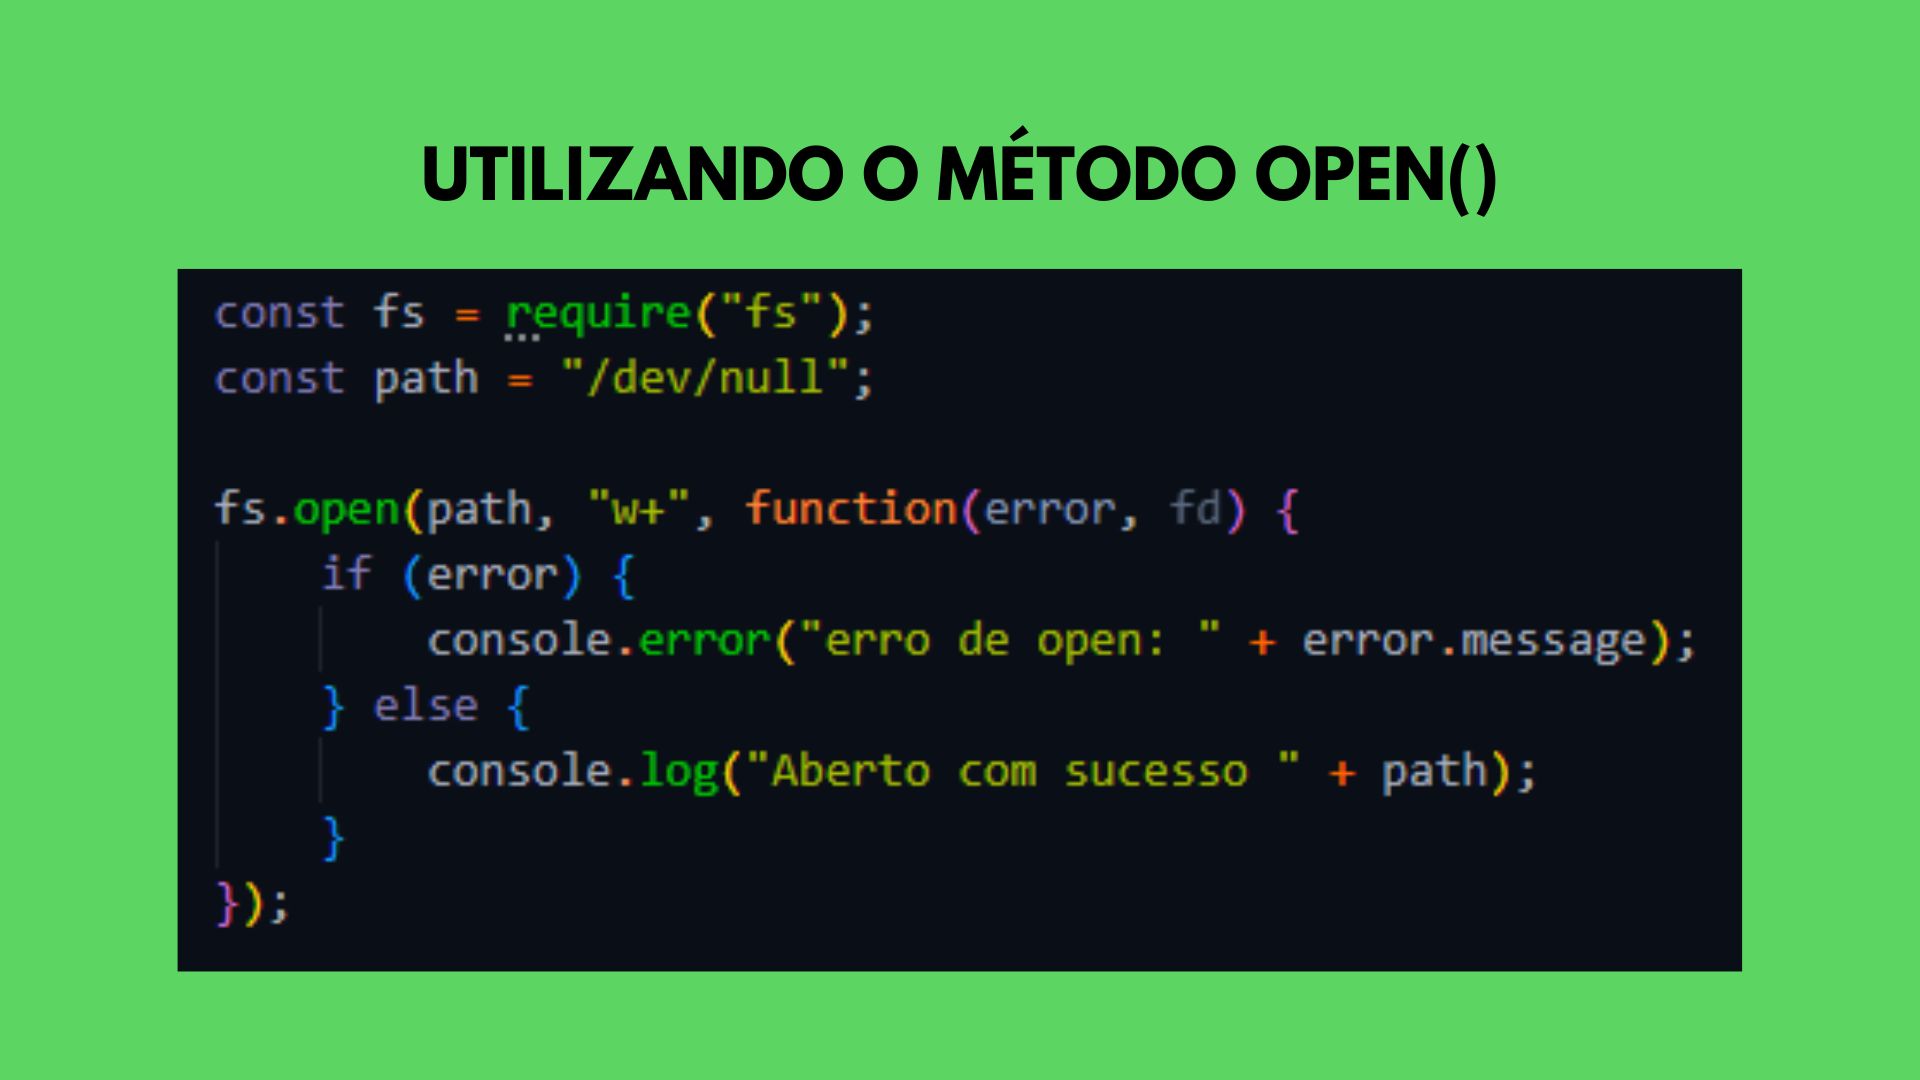 UTILIZANDO O MÉTODO OPEN()
const fs = require("fs");
const path = "/dev/null";
fs.open(path, "w+", function(error, fd) {
if (error) {
console.error("erro de open: " + error.message);
} else {
console.log("Aberto com sucesso " + path);
}
});